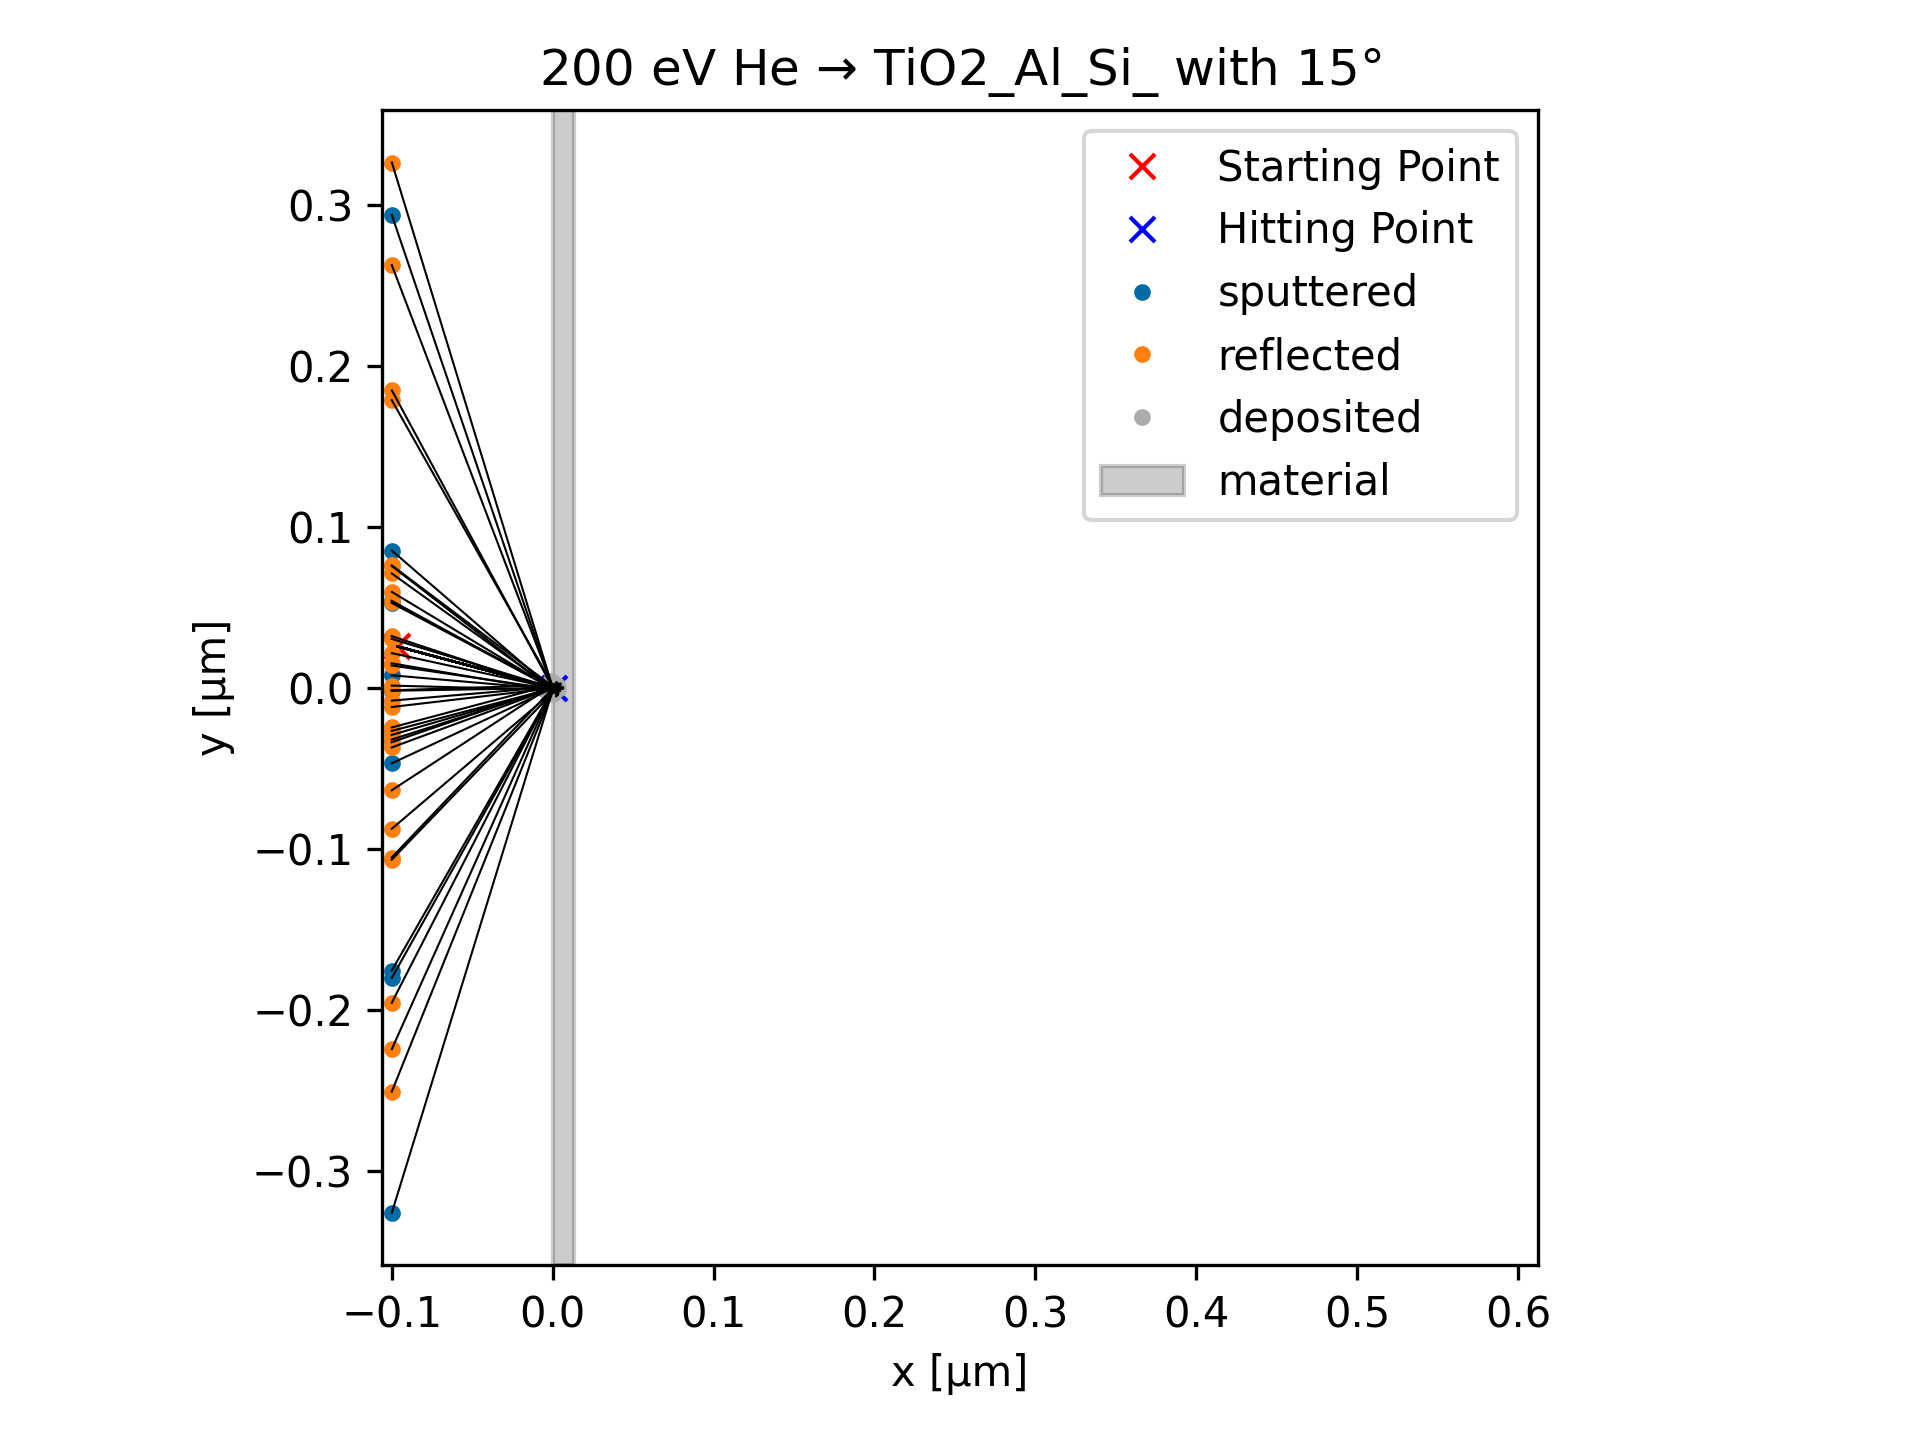 200 eV He → TiO2_Al_Si_ with 15°
Starting Point
Hitting Point
sputtered
reflected
deposited
material
y [µm]
0.3
0.2
0.1
0.0
−0.1
−0.2
−0.3
−0.1 0.0 0.1 0.2 0.3 0.4 0.5 0.6
x [µm]